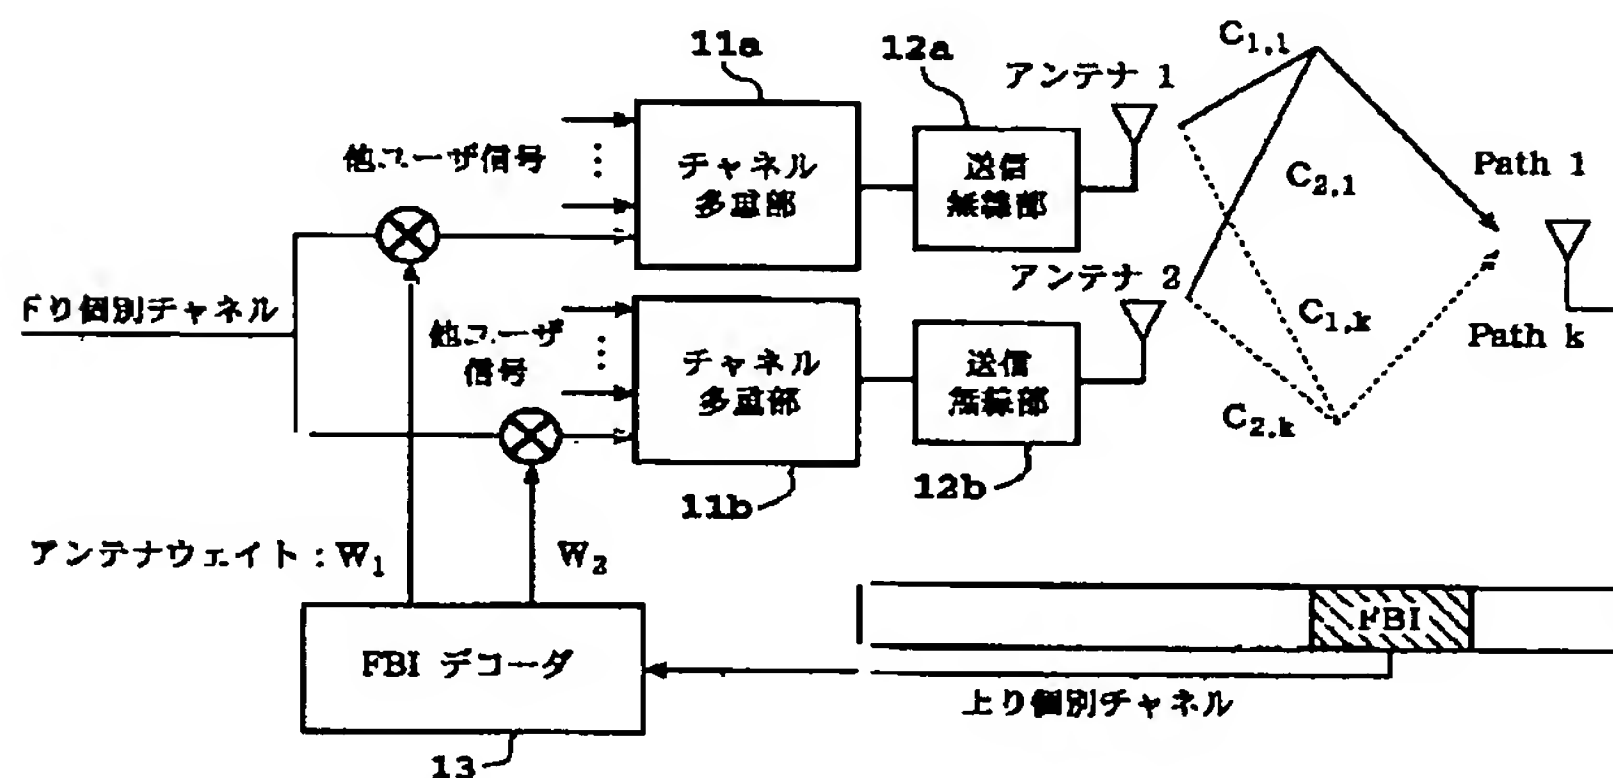 11a
12a
C1,1
アンテナ 1
他ユーザ信号
チャネル
多重部
送信
無線部
C2,1
Path 1
アンテナ 2
下り個別チャネル
他ユーザ
信号
チャネル
多重部
送信
無線部
C1,k
Path k
C2,k
11b
12b
アンテナウェイト:W1
W2
FBI
FBI デコーダ
上り個別チャネル
13